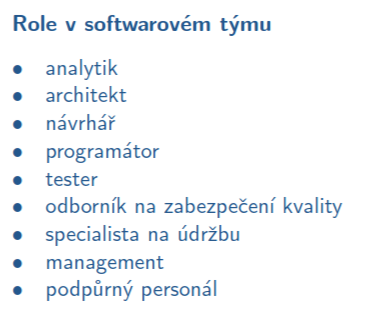 Role v softwarovém týmu
• analytik
• architekt
• návrhář
• programátor
• tester
• odborník na zabezpečení kvality
• specialista na údržbu
• management
• podpůrný personál